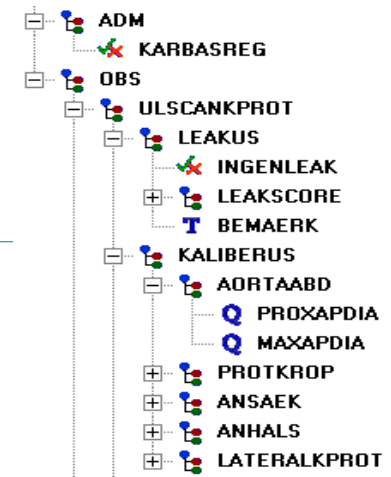 ADM
KARBASREG
OBS
ULSCANKPROT
LEAKUS
INGENLEAK
LEAKSCORE
T BEMAERK
KALIBERUS
AORTAABD
Q PROXAPDIA
Q MAXAPDIA
PROTKROP
ANSAEK
ANHALS
LATERALKPROT